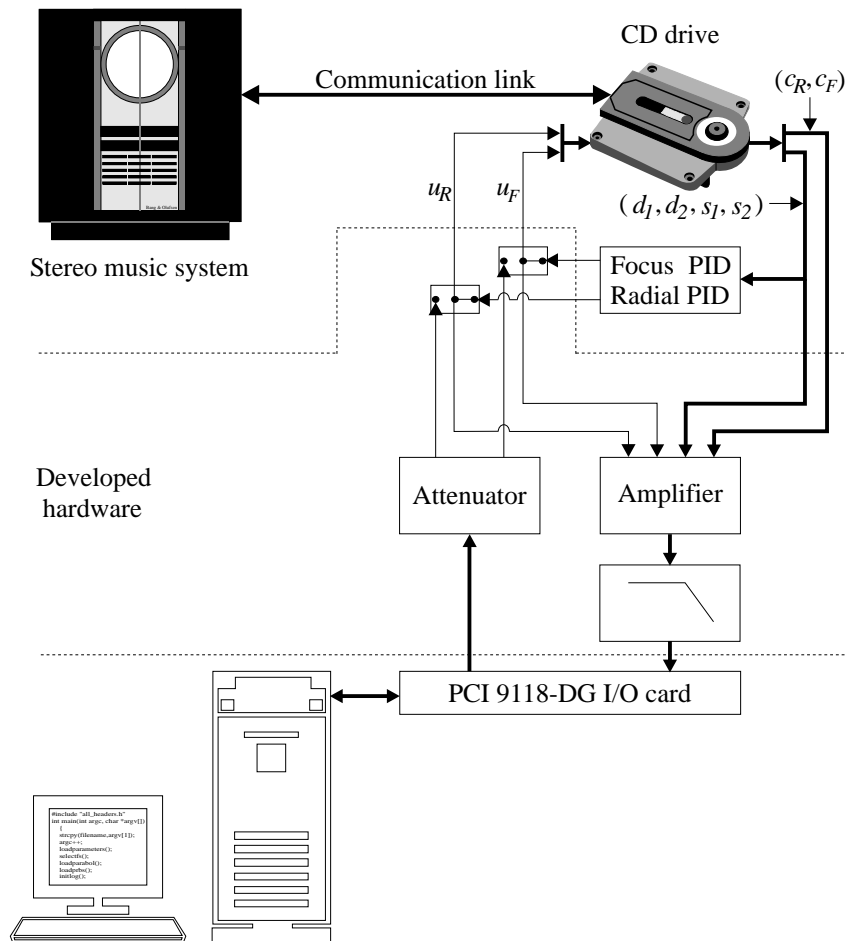 CD drive
Communication link
(c_R, c_F)
u_R
u_F
(d_1, d_2, s_1, s_2)
Bang & Olufsen
Stereo music system
Focus PID
Radial PID
Developed
hardware
Attenuator
Amplifier
PCI 9118-DG I/O card
#include "all_headers.h"
int main(int argc, char *argv[])
{
strcpy(filename,argv[1]);
argc++;
loadparameters();
selectfs();
loadparabol();
loadprbs();
initlog();